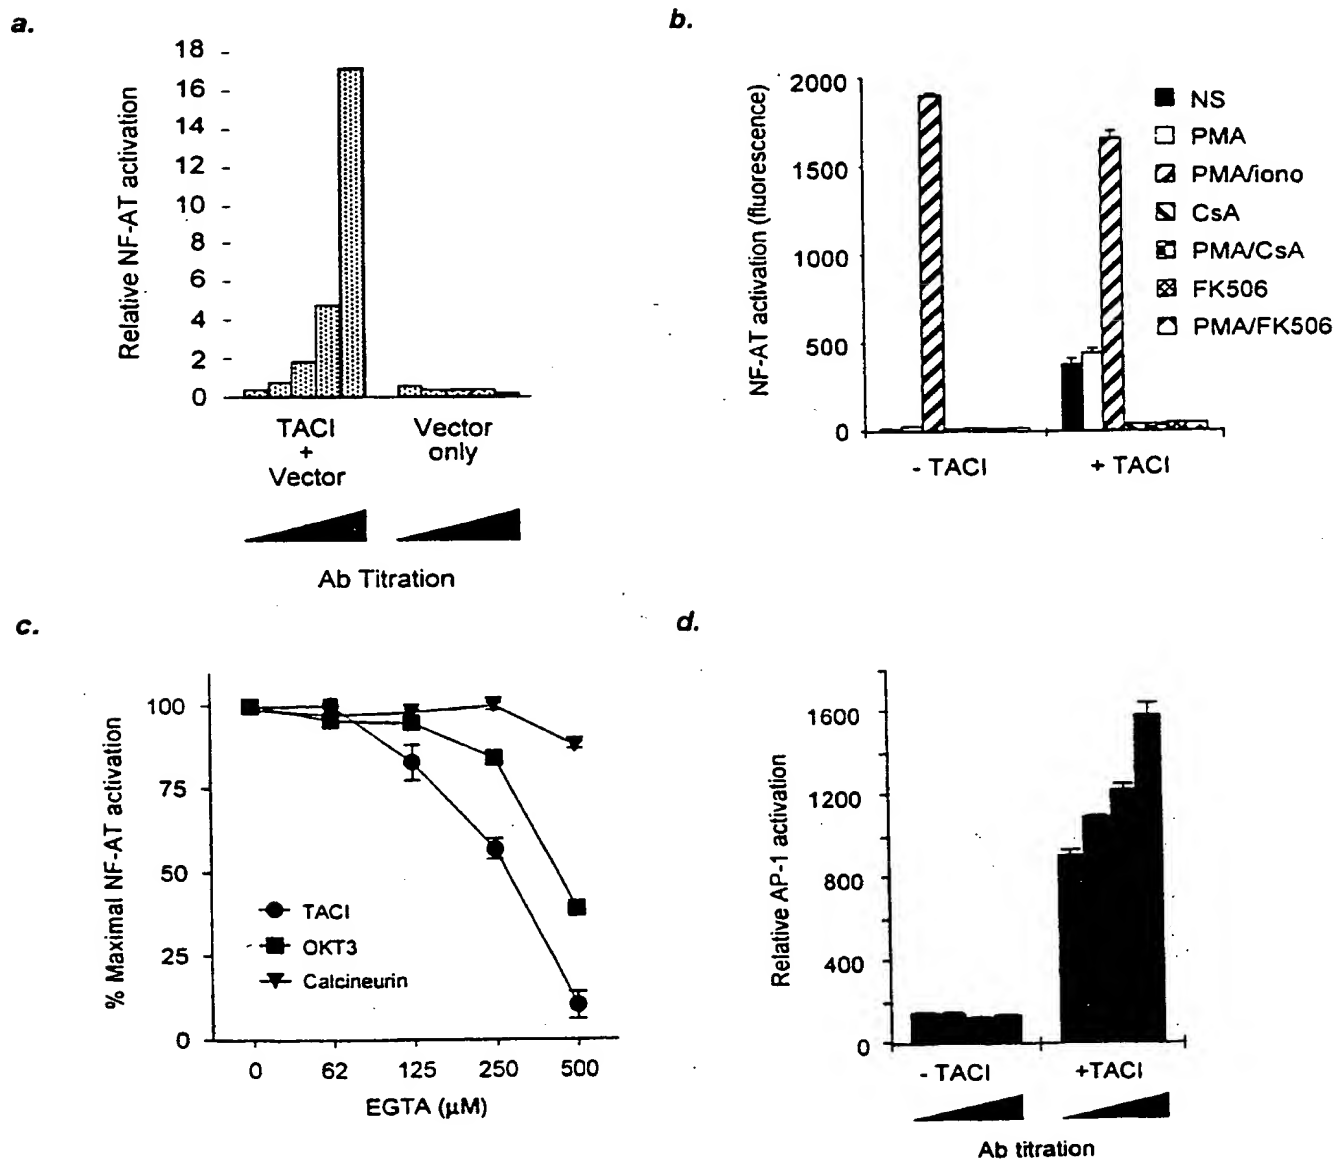 a.
Relative NF-AT activation
18
16
14
12
10
8
6
4
2
0
TACI
+
Vector
Vector
only
Ab Titration
b.
NF-AT activation (fluorescence)
2000
1500
1000
500
0
- TACI
+ TACI
NS
PMA
PMA/iono
CsA
PMA/CsA
FK506
PMA/FK506
c.
% Maximal NF-AT activation
100
75
50
25
0
TACI
OKT3
Calcineurin
0 62 125 250 500
EGTA (μM)
d.
Relative AP-1 activation
1600
1200
800
400
0
- TACI
+TACI
Ab titration